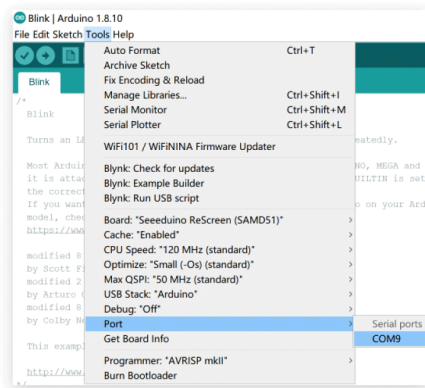 Blink | Arduino 1.8.10
File Edit Sketch Tools Help
Auto Format Ctrl+T
Archive Sketch
Fix Encoding & Reload
Manage Libraries... Ctrl+Shift+I
Serial Monitor Ctrl+Shift+M
Serial Plotter Ctrl+Shift+L
WiFi101 / WiFiNINA Firmware Updater
Blynk: Check for updates
Blynk: Example Builder
Blynk: Run USB script
Board: "Seeeduino ReScreen (SAMD51)"
Cache: "Enabled"
CPU Speed: "120 MHz (standard)"
Optimize: "Small (-Os) (standard)"
Max QSPI: "50 MHz (standard)"
USB Stack: "Arduino"
Debug: "Off"
Port
Get Board Info
Programmer: "AVRISP mkII"
Burn Bootloader
Serial ports
COM9
Blink
/*
Blink
Turns an L eatedly.
Most Arduin NO, MEGA and
it is attac UILTIN is set
the correct
If you want o on your Ard
model, chec
https://www
modified 8
by Scott Fi
modified 2
by Arturo
modified 8
by Colby Ne
This exampl
http://www.
*/